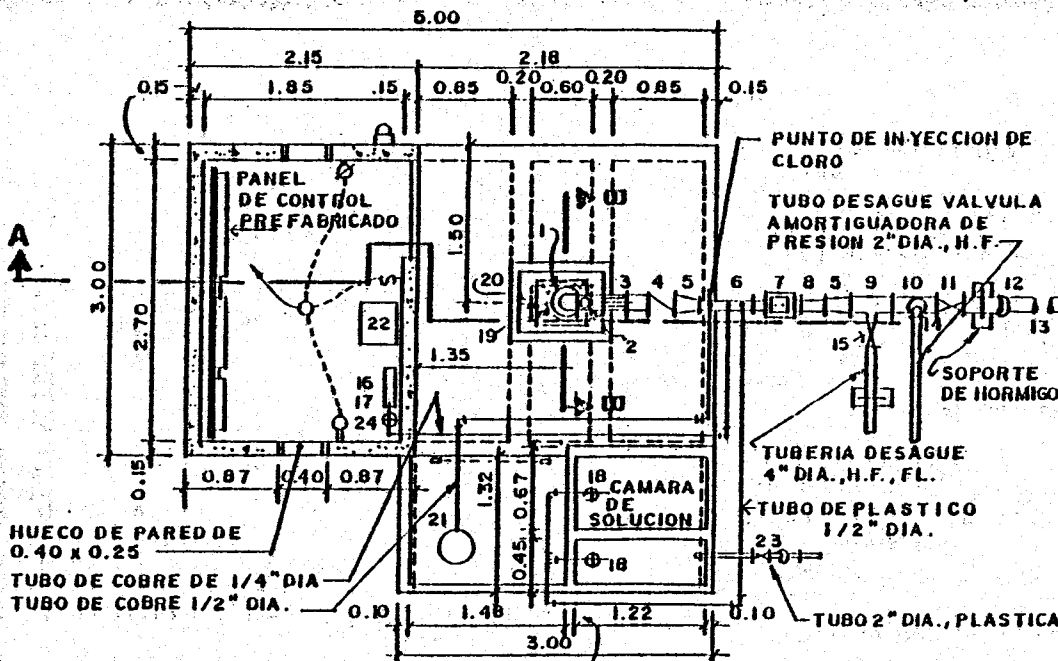 5.00
2.15
2.18
0.15
1.85
.15
0.85
0.20
0.60
0.20
0.85
0.15
PUNTO DE INYECCION DE
CLORO
TUBO DESAGUE VALVULA
AMORTIGUADORA DE
PRESION 2"DIA., H.F.
PANEL
DE CONTROL
PREFABRICADO
A
3.00
2.70
0.15
S
22
16
17
24
1.50
1
20
19
2
3
4
5
6
7
8
5
9
10
11
12
13
15
1.35
SOPORTE
DE HORMIGO
TUBERIA DESAGUE
4" DIA., H.F., FL.
0.87
0.40
0.87
1.32
0.67
0.45
21
18
CAMARA
DE
SOLUCION
18
TUBO DE PLASTICO
1/2" DIA.
23
HUECO DE PARED DE
0.40 x 0.25
TUBO DE COBRE DE 1/4" DIA
TUBO DE COBRE 1/2" DIA.
TUBO 2" DIA., PLASTICA
0.10
1.48
1.22
0.10
3.00